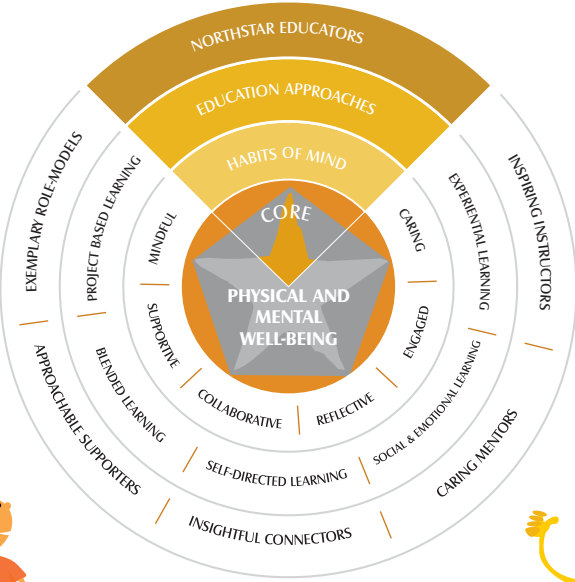 NORTHSTAR EDUCATORS
EDUCATION APPROACHES
HABITS OF MIND
CORE
PHYSICAL AND
MENTAL
WELL-BEING
MINDFUL
SUPPORTIVE
COLLABORATIVE
REFLECTIVE
ENGAGED
CARING
PROJECT BASED LEARNING
BLENDED LEARNING
SELF-DIRECTED LEARNING
SOCIAL & EMOTIONAL LEARNING
EXPERIENTIAL LEARNING
EXEMPLARY ROLE-MODELS
APPROACHABLE SUPPORTERS
INSIGHTFUL CONNECTORS
CARING MENTORS
INSPIRING INSTRUCTORS